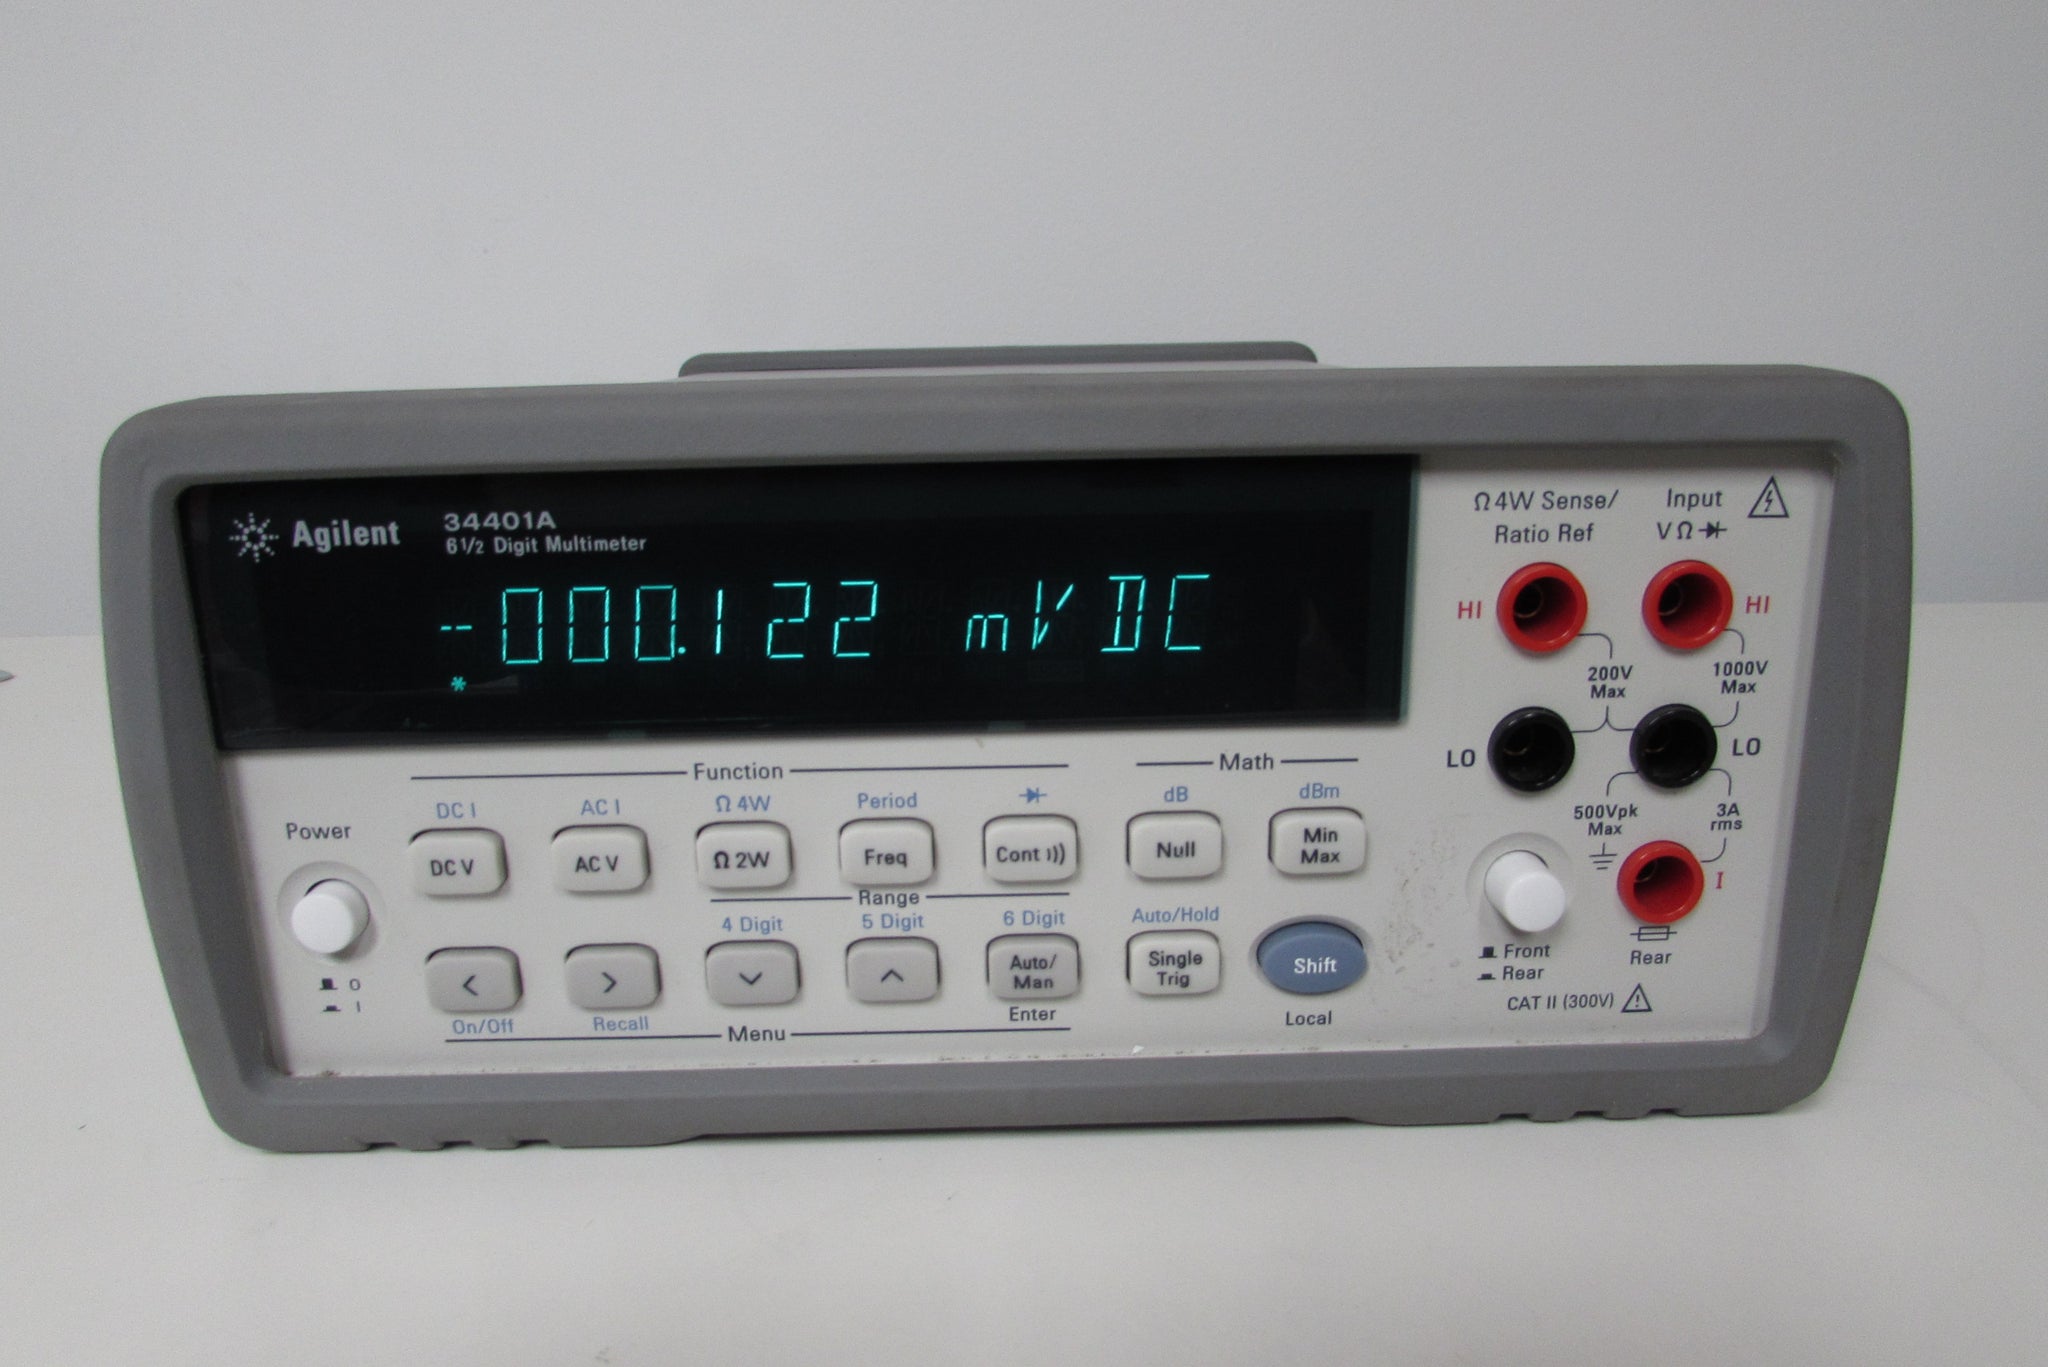 Agilent
34401A
6½ Digit Multimeter
-000.122 mVDC
*
Power
O
I
Function
DC I
AC I
Ω 4W
Period
DC V
AC V
Ω 2W
Freq
Cont
Range
4 Digit
5 Digit
6 Digit
<
>
Auto/
Man
On/Off
Recall
Enter
Menu
Math
dB
dBm
Null
Min
Max
Auto/Hold
Single
Trig
Shift
Local
Ω 4W Sense/
Ratio Ref
Input
V Ω
HI
HI
200V
Max
1000V
Max
LO
LO
500Vpk
Max
3A
rms
I
Front
Rear
Rear
CAT II (300V)